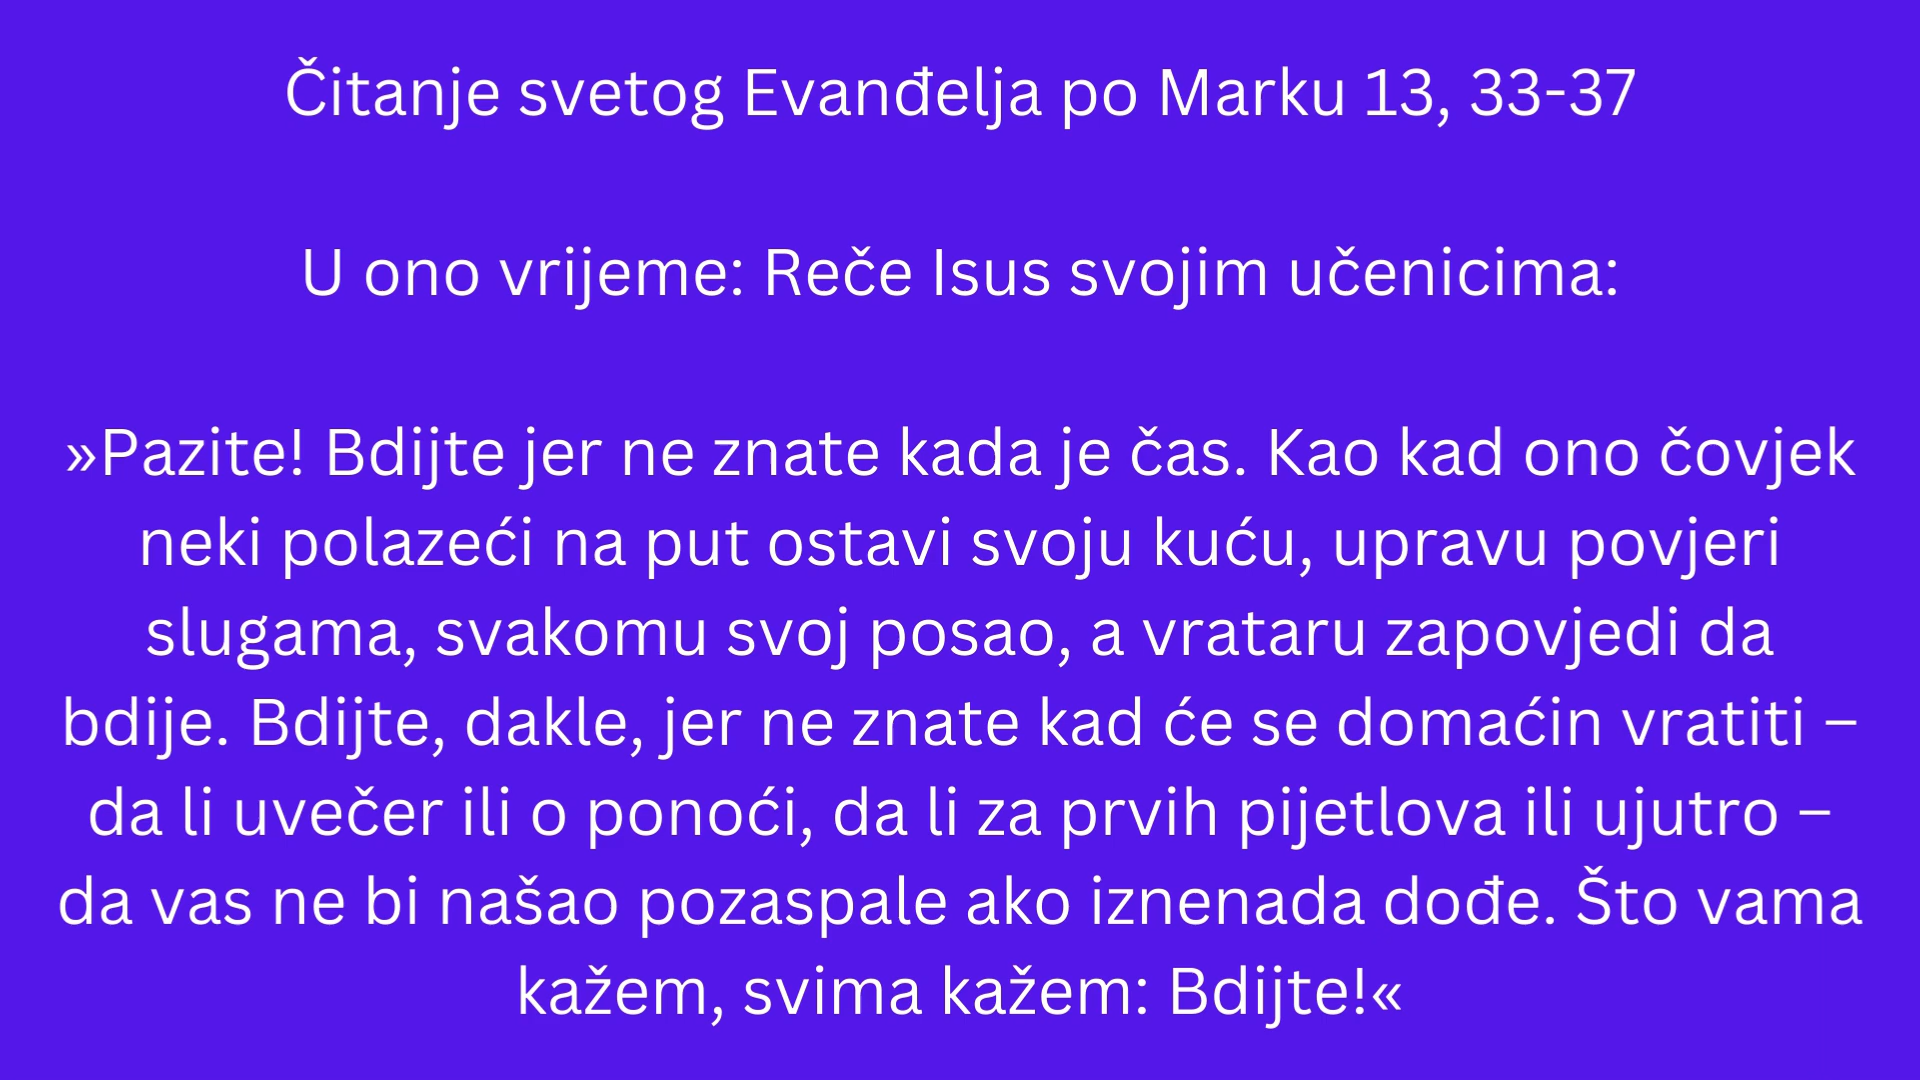 Čitanje svetog Evanđelja po Marku 13, 33-37
U ono vrijeme: Reče Isus svojim učenicima:
»Pazite! Bdijte jer ne znate kada je čas. Kao kad ono čovjek
neki polazeći na put ostavi svoju kuću, upravu povjeri
slugama, svakomu svoj posao, a vrataru zapovjedi da
bdije. Bdijte, dakle, jer ne znate kad će se domaćin vratiti –
da li uvečer ili o ponoći, da li za prvih pijetlova ili ujutro –
da vas ne bi našao pozaspale ako iznenada dođe. Što vama
kažem, svima kažem: Bdijte!«